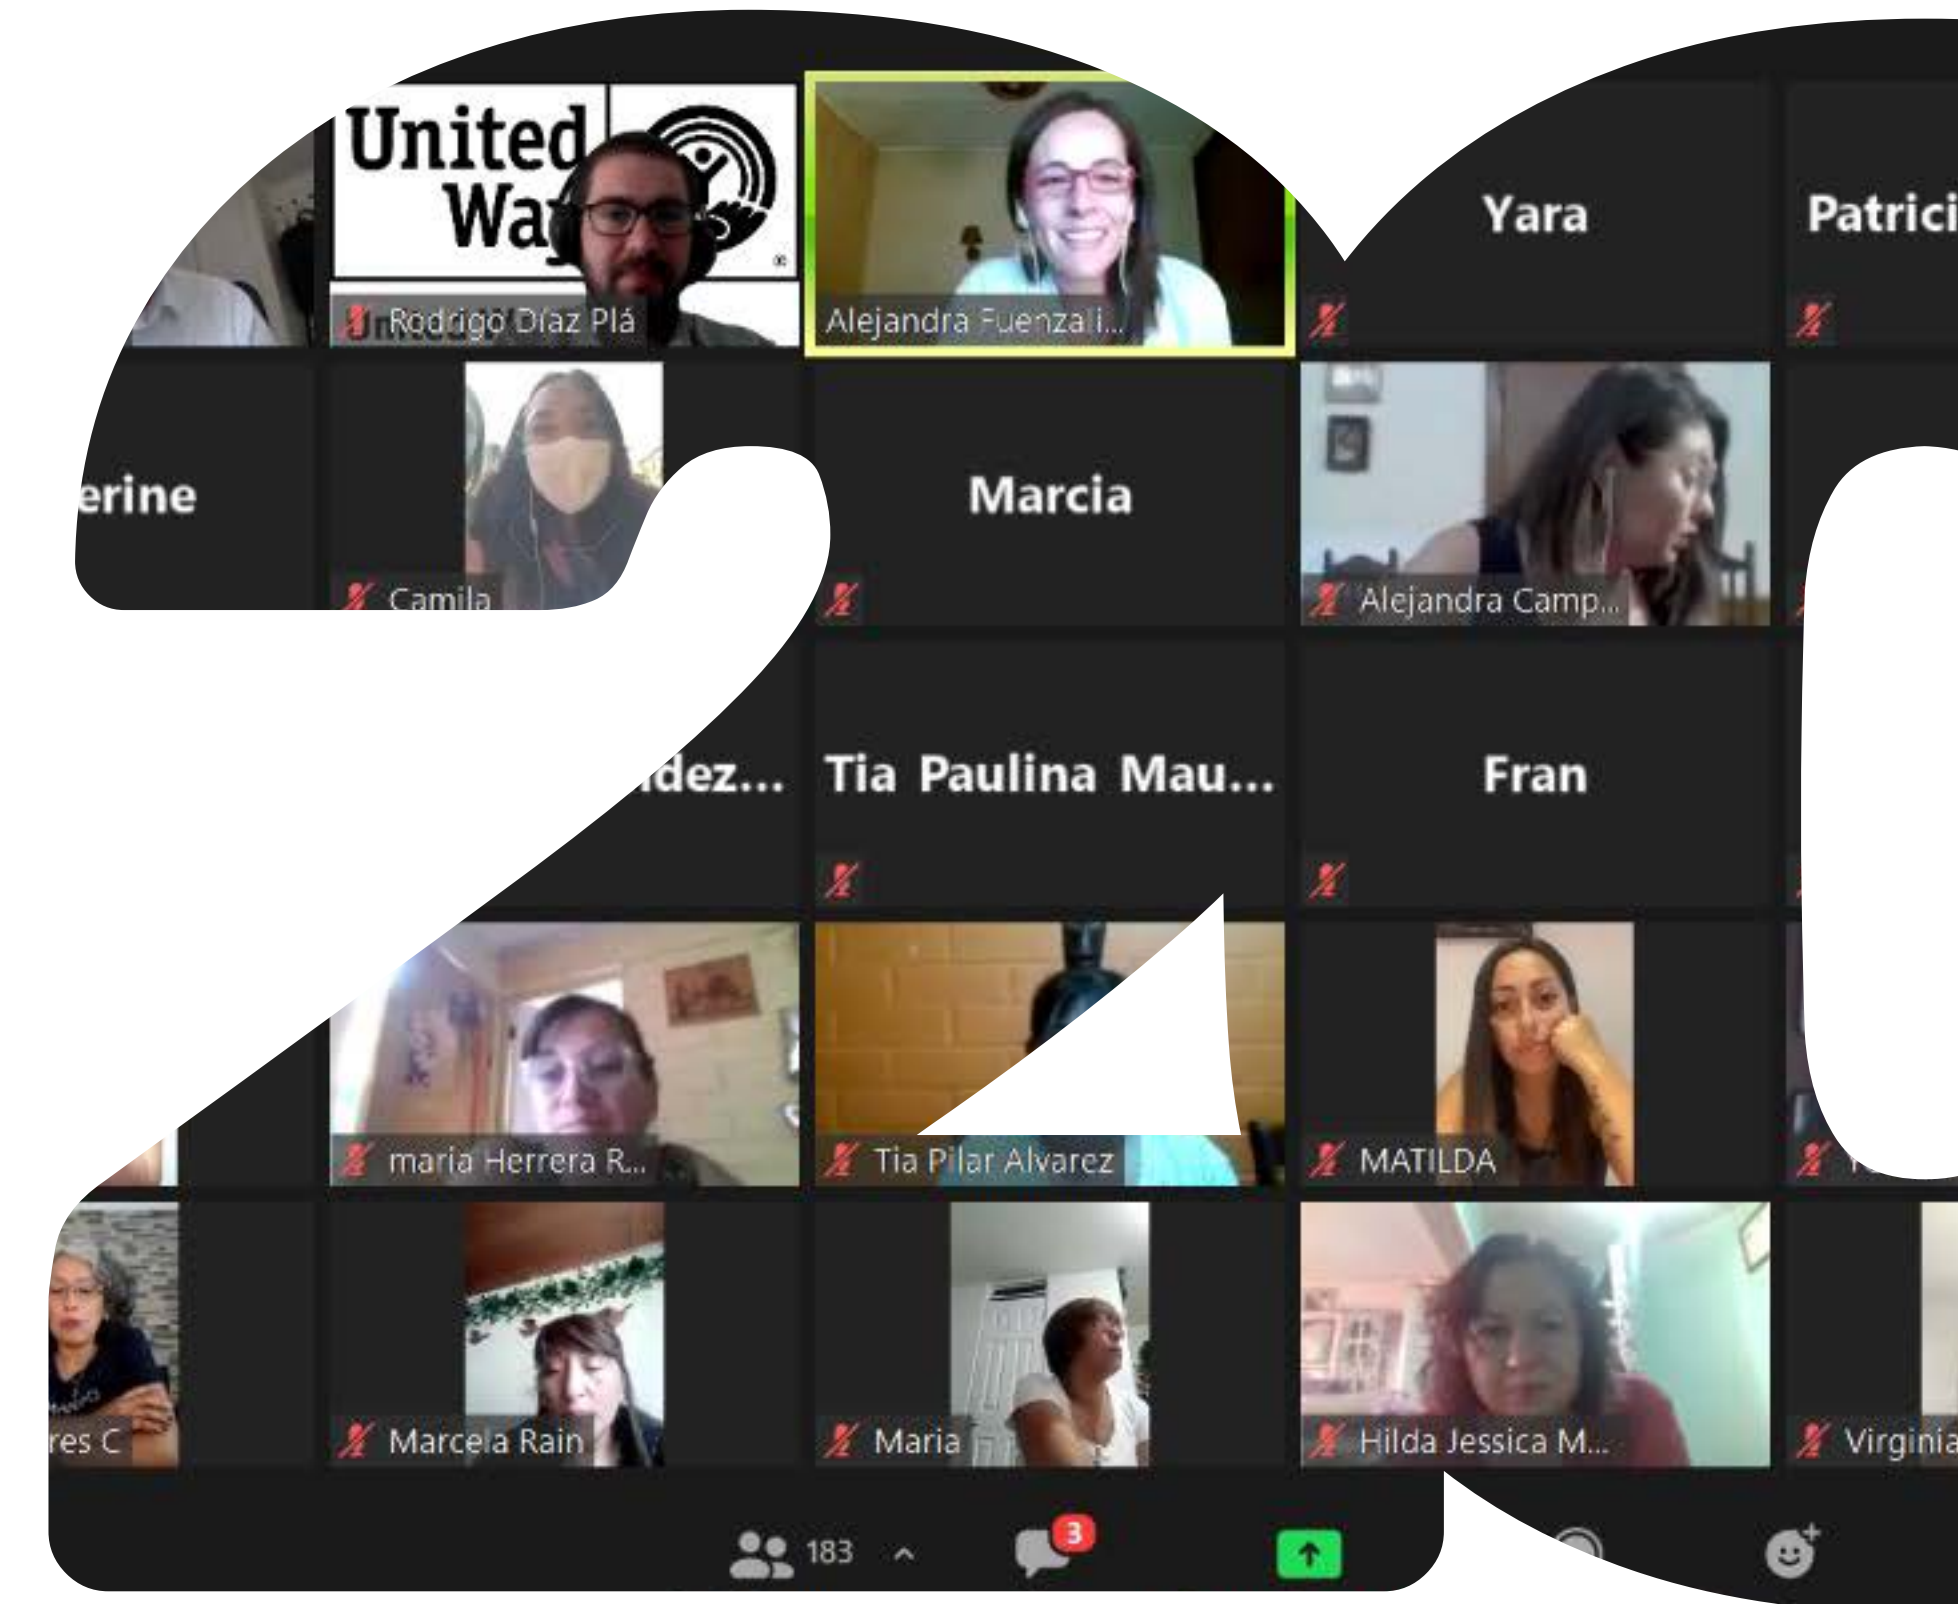 United
Way
®
Rodrigo Díaz Plá
Alejandra Fuenzali...
Yara
Patrici
erine
Camila
Marcia
Alejandra Camp...
dez...
Tia Paulina Mau...
Fran
maria Herrera R...
Tia Pilar Alvarez
MATILDA
res C
Marcela Rain
Maria
Hilda Jessica M...
Virginia
183
3